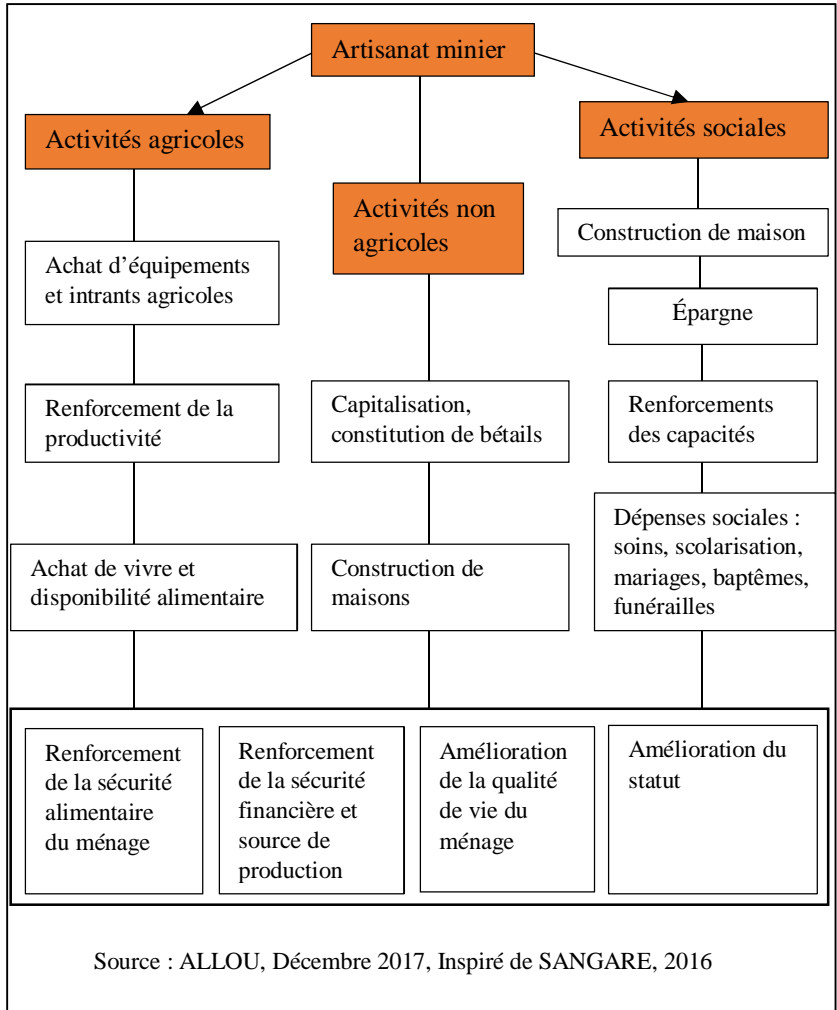 Artisanat minier
Activités agricoles
Achat d’équipements
et intrants agricoles
Renforcement de la
productivité
Achat de vivre et
disponibilité alimentaire
Activités non
agricoles
Capitalisation,
constitution de bétails
Construction de
maisons
Activités sociales
Construction de maison
Épargne
Renforcements
des capacités
Dépenses sociales :
soins, scolarisation,
mariages, baptêmes,
funérailles
Renforcement
de la sécurité
alimentaire
du ménage
Renforcement
de la sécurité
financière et
source de
production
Amélioration
de la qualité
de vie du
ménage
Amélioration du
statut
Source : ALLOU, Décembre 2017, Inspiré de SANGARE, 2016